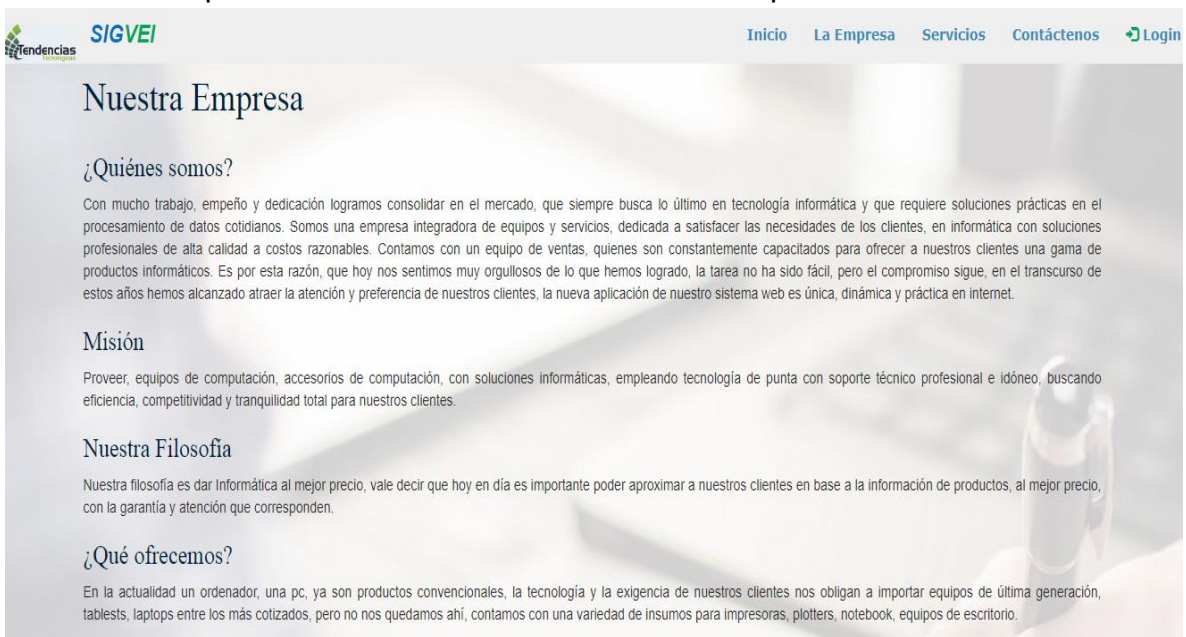 SIGVEI
Tendencias
Tecnológicas
Inicio La Empresa Servicios Contáctenos Login
Nuestra Empresa
¿Quiénes somos?
Con mucho trabajo, empeño y dedicación logramos consolidar en el mercado, que siempre busca lo último en tecnología informática y que requiere soluciones prácticas en el
procesamiento de datos cotidianos. Somos una empresa integradora de equipos y servicios, dedicada a satisfacer las necesidades de los clientes, en informática con soluciones
profesionales de alta calidad a costos razonables. Contamos con un equipo de ventas, quienes son constantemente capacitados para ofrecer a nuestros clientes una gama de
productos informáticos. Es por esta razón, que hoy nos sentimos muy orgullosos de lo que hemos logrado, la tarea no ha sido fácil, pero el compromiso sigue, en el transcurso de
estos años hemos alcanzado atraer la atención y preferencia de nuestros clientes, la nueva aplicación de nuestro sistema web es única, dinámica y práctica en internet.
Misión
Proveer, equipos de computación, accesorios de computación, con soluciones informáticas, empleando tecnología de punta con soporte técnico profesional e idóneo, buscando
eficiencia, competitividad y tranquilidad total para nuestros clientes.
Nuestra Filosofía
Nuestra filosofía es dar Informática al mejor precio, vale decir que hoy en día es importante poder aproximar a nuestros clientes en base a la información de productos, al mejor precio,
con la garantía y atención que corresponden.
¿Qué ofrecemos?
En la actualidad un ordenador, una pc, ya son productos convencionales, la tecnología y la exigencia de nuestros clientes nos obligan a importar equipos de última generación,
tablests, laptops entre los más cotizados, pero no nos quedamos ahí, contamos con una variedad de insumos para impresoras, plotters, notebook, equipos de escritorio.